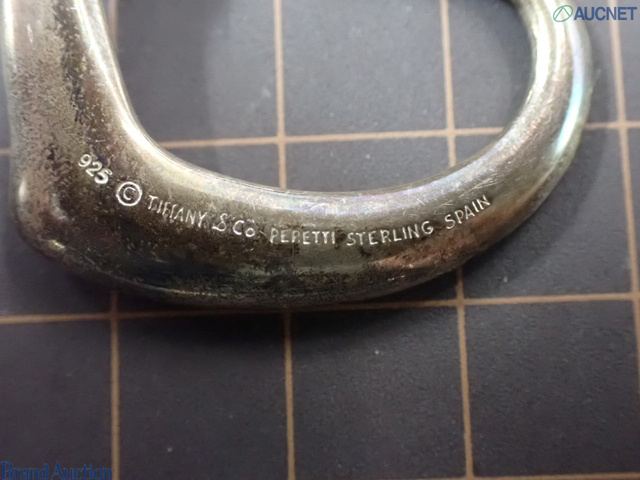 AUCNET
925 © TIFFANY & CO PERETTI STERLING SPAIN
Brand Auction